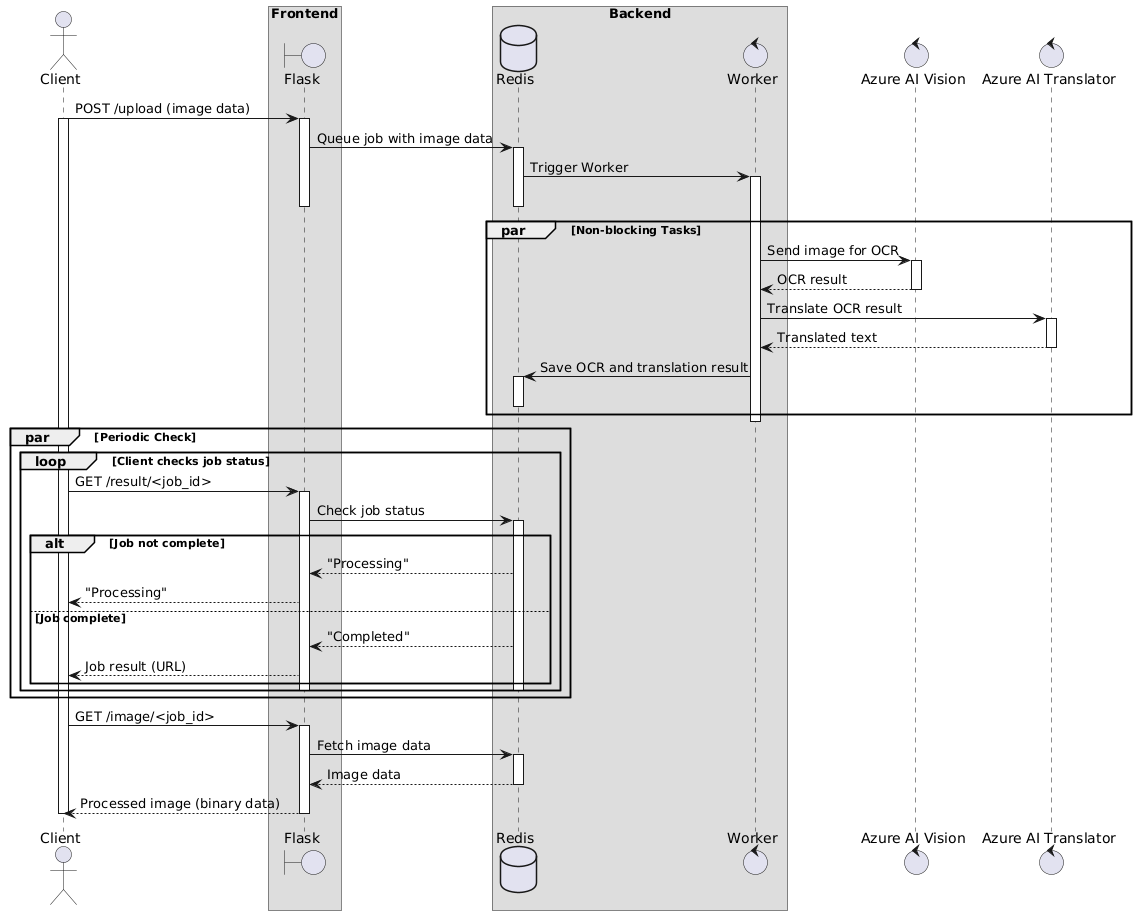 Frontend
Backend
Client
Flask
Redis
Worker
Azure AI Vision
Azure AI Translator
POST /upload (image data)
Queue job with image data
Trigger Worker
par
[Non-blocking Tasks]
Send image for OCR
OCR result
Translate OCR result
Translated text
Save OCR and translation result
par
[Periodic Check]
loop
[Client checks job status]
GET /result/<job_id>
Check job status
alt
[Job not complete]
"Processing"
"Processing"
[Job complete]
"Completed"
Job result (URL)
GET /image/<job_id>
Fetch image data
Image data
Processed image (binary data)
Client
Flask
Redis
Worker
Azure AI Vision
Azure AI Translator